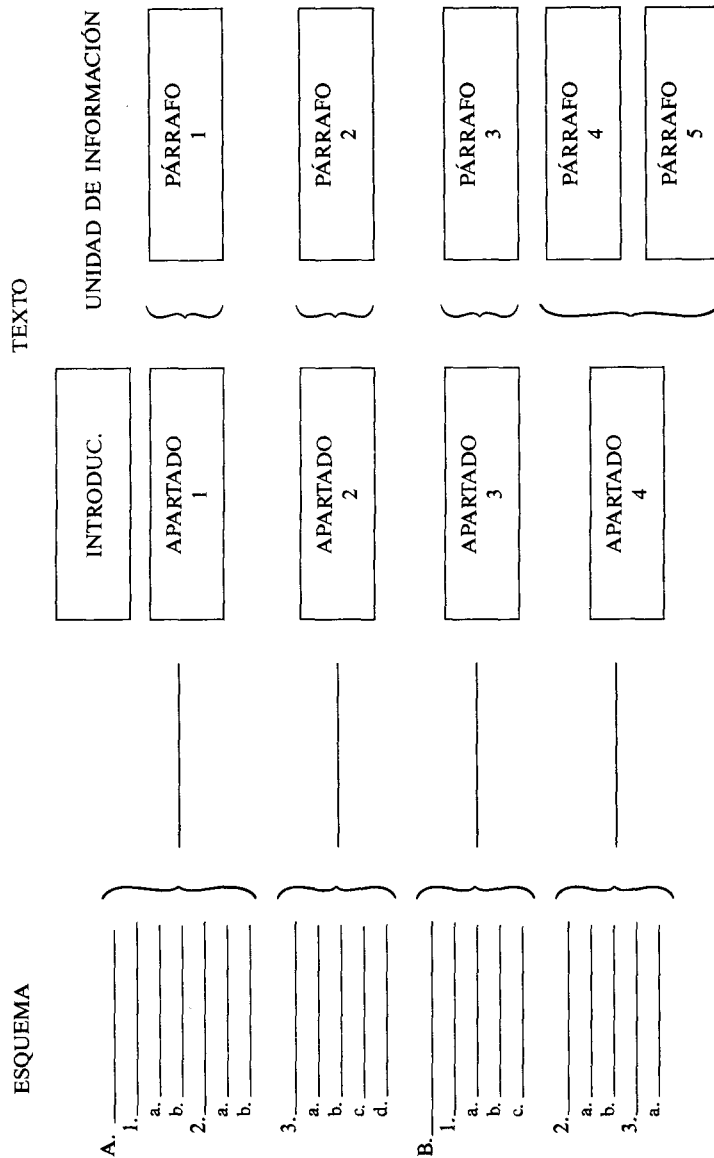 TEXTO
ESQUEMA
UNIDAD DE INFORMACIÓN
A.
1.
a.
b.
2.
a.
b.
3.
a.
b.
c.
d.
B.
1.
a.
b.
c.
2.
a.
b.
3.
a.
INTRODUC.
APARTADO
1
APARTADO
2
APARTADO
3
APARTADO
4
PÁRRAFO
1
PÁRRAFO
2
PÁRRAFO
3
PÁRRAFO
4
PÁRRAFO
5